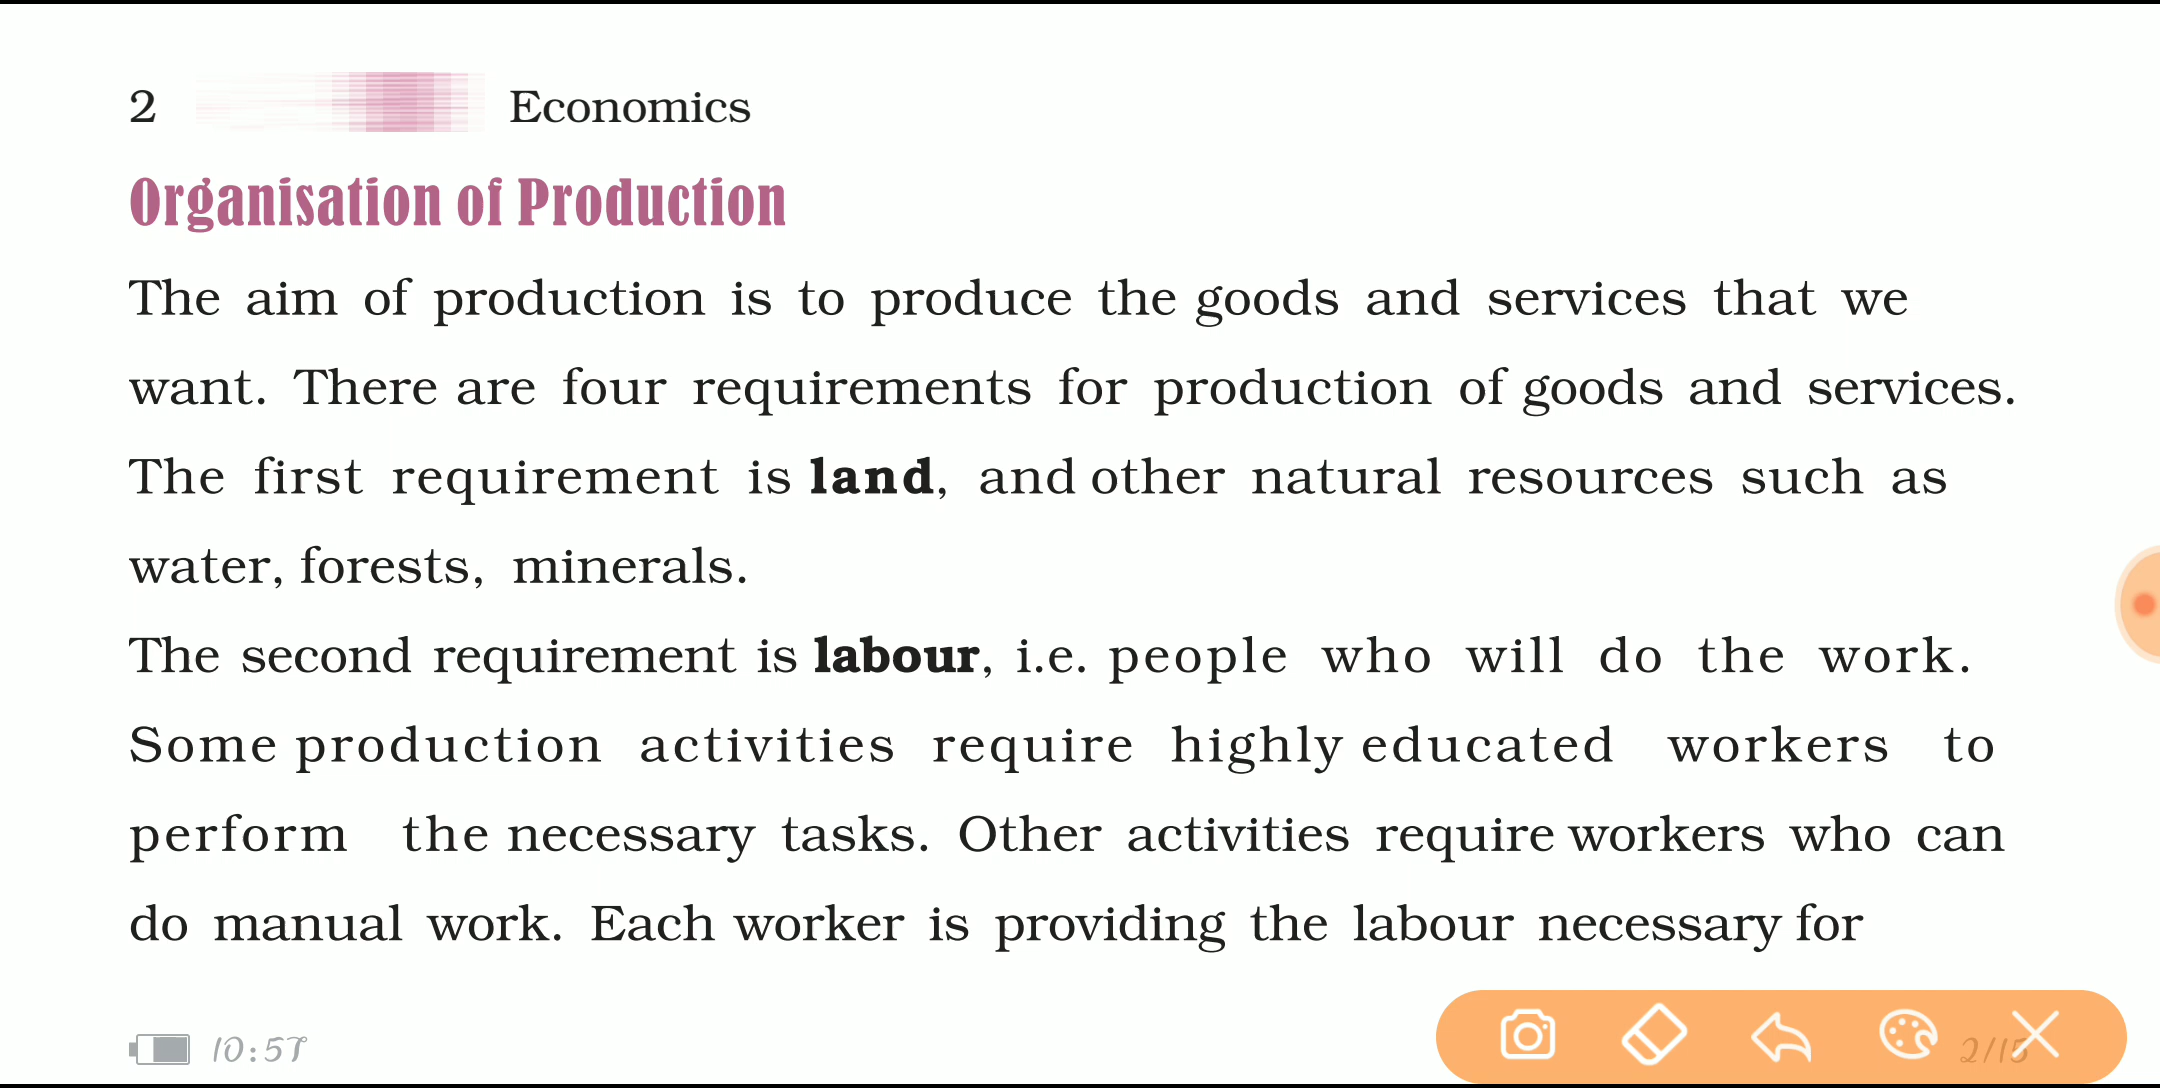 2 Economics
Organisation of Production
The aim of production is to produce the goods and services that we
want. There are four requirements for production of goods and services.
The first requirement is land, and other natural resources such as
water, forests, minerals.
The second requirement is labour, i.e. people who will do the work.
Some production activities require highly educated workers to
perform the necessary tasks. Other activities require workers who can
do manual work. Each worker is providing the labour necessary for
10:57 2/15